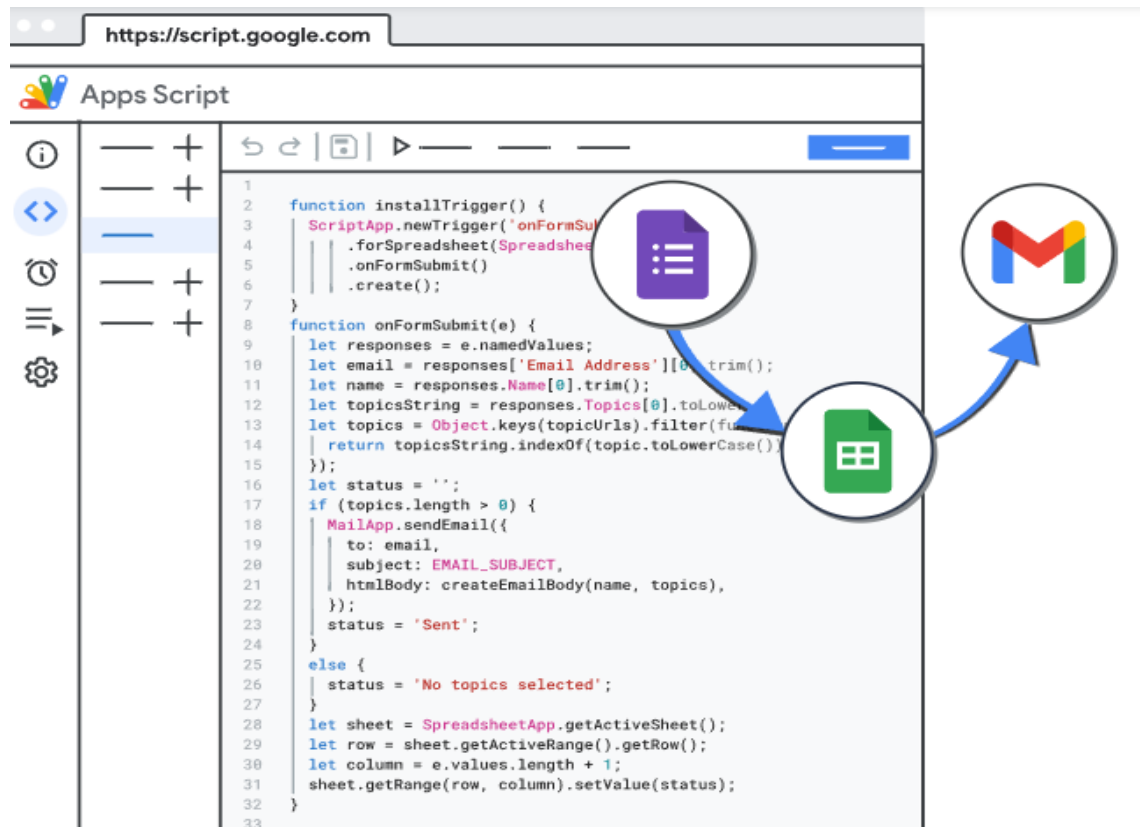 https://script.google.com
Apps Script
1
2 function installTrigger() {
3 ScriptApp.newTrigger('onFormSu
4 .forSpreadsheet(Spreadshee
5 .onFormSubmit()
6 .create();
7 }
8 function onFormSubmit(e) {
9 let responses = e.namedValues;
10 let email = responses['Email Address'][0].trim();
11 let name = responses.Name[0].trim();
12 let topicsString = responses.Topics[0].toLowe
13 let topics = Object.keys(topicUrls).filter(fu
14 return topicsString.indexOf(topic.toLowerCase())
15 });
16 let status = '';
17 if (topics.length > 0) {
18 MailApp.sendEmail({
19 to: email,
20 subject: EMAIL_SUBJECT,
21 htmlBody: createEmailBody(name, topics),
22 });
23 status = 'Sent';
24 }
25 else {
26 status = 'No topics selected';
27 }
28 let sheet = SpreadsheetApp.getActiveSheet();
29 let row = sheet.getActiveRange().getRow();
30 let column = e.values.length + 1;
31 sheet.getRange(row, column).setValue(status);
32 }
33